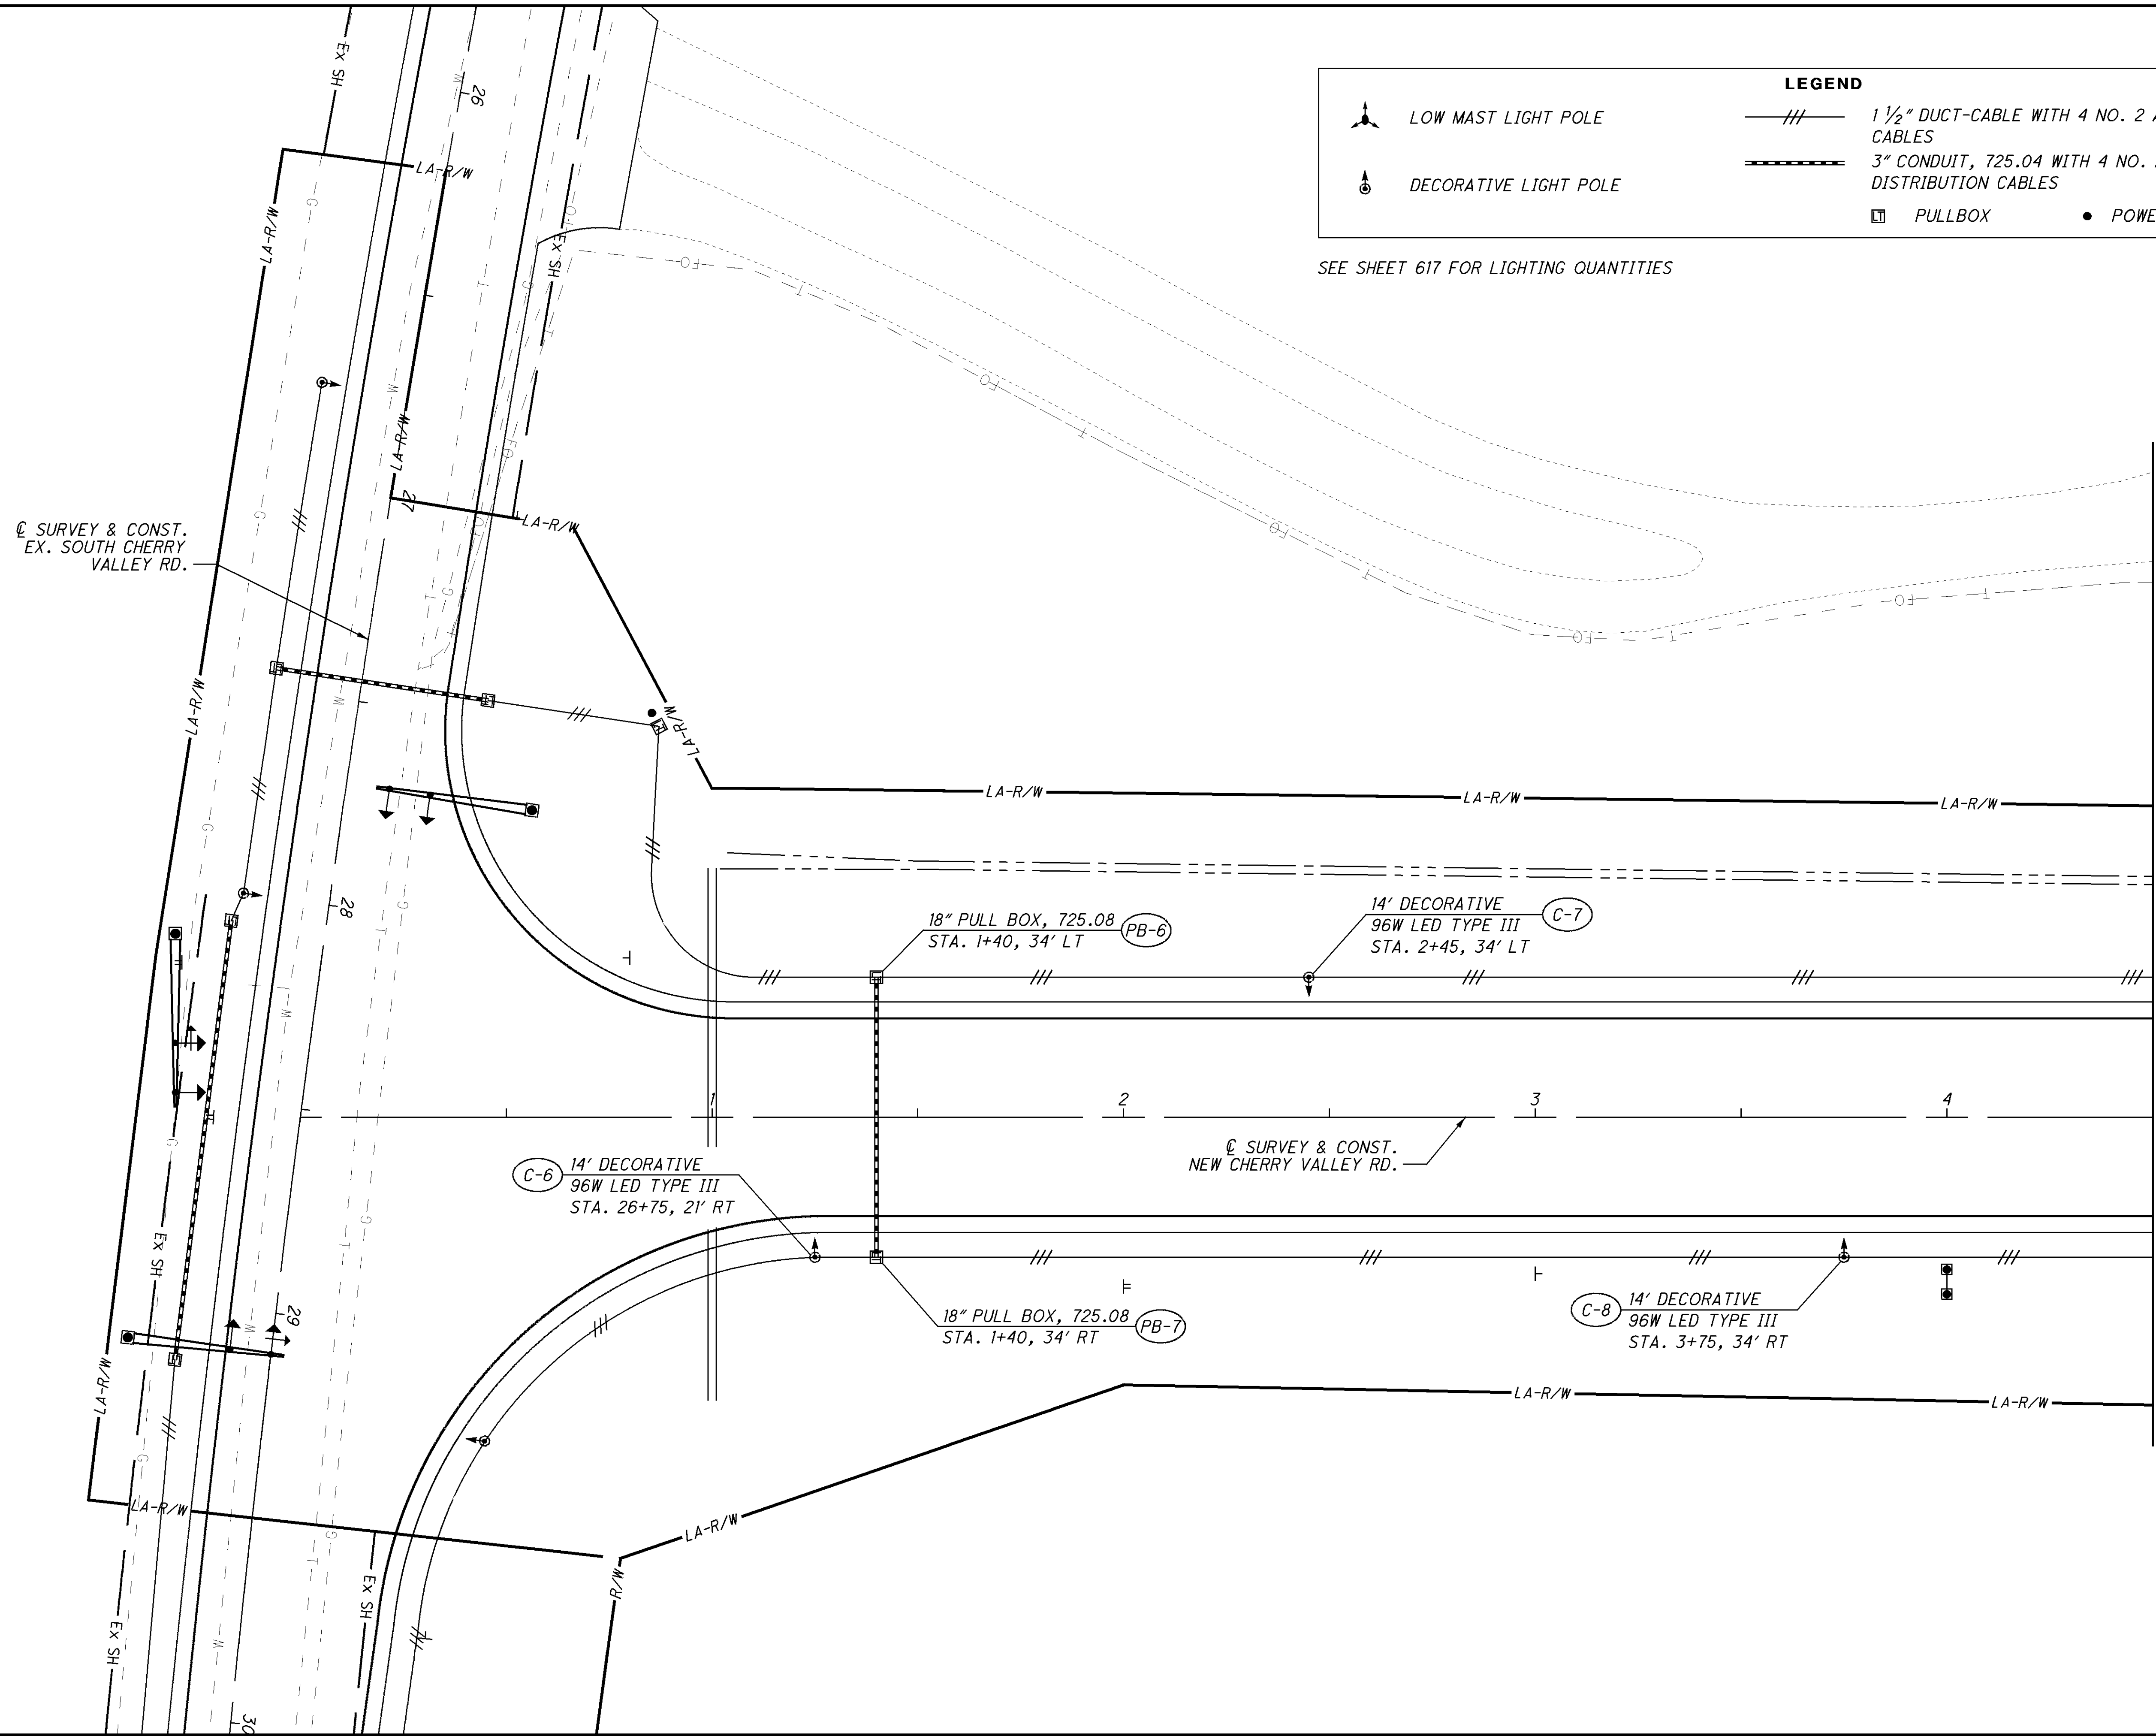 LEGEND
LOW MAST LIGHT POLE
1 1/2" DUCT-CABLE WITH 4 NO. 2
CABLES
3" CONDUIT, 725.04 WITH 4 NO.
DISTRIBUTION CABLES
DECORATIVE LIGHT POLE
LT PULLBOX
POWE
SEE SHEET 617 FOR LIGHTING QUANTITIES
Ex SH
26
LA-R/W
LA-R/W
Ex SH
LA-R/W
27
LA-R/W
℄ SURVEY & CONST.
EX. SOUTH CHERRY
VALLEY RD.
LA-R/W
LA-R/W
LA-R/W
LA-R/W
LA-R/W
28
18" PULL BOX, 725.08
STA. 1+40, 34' LT
PB-6
14' DECORATIVE
96W LED TYPE III
STA. 2+45, 34' LT
C-7
1
2
3
4
℄ SURVEY & CONST.
NEW CHERRY VALLEY RD.
C-6
14' DECORATIVE
96W LED TYPE III
STA. 26+75, 21' RT
Ex SH
29
18" PULL BOX, 725.08
STA. 1+40, 34' RT
PB-7
C-8
14' DECORATIVE
96W LED TYPE III
STA. 3+75, 34' RT
LA-R/W
LA-R/W
LA-R/W
LA-R/W
LA-R/W
Ex SH
R/W
Ex SH
30